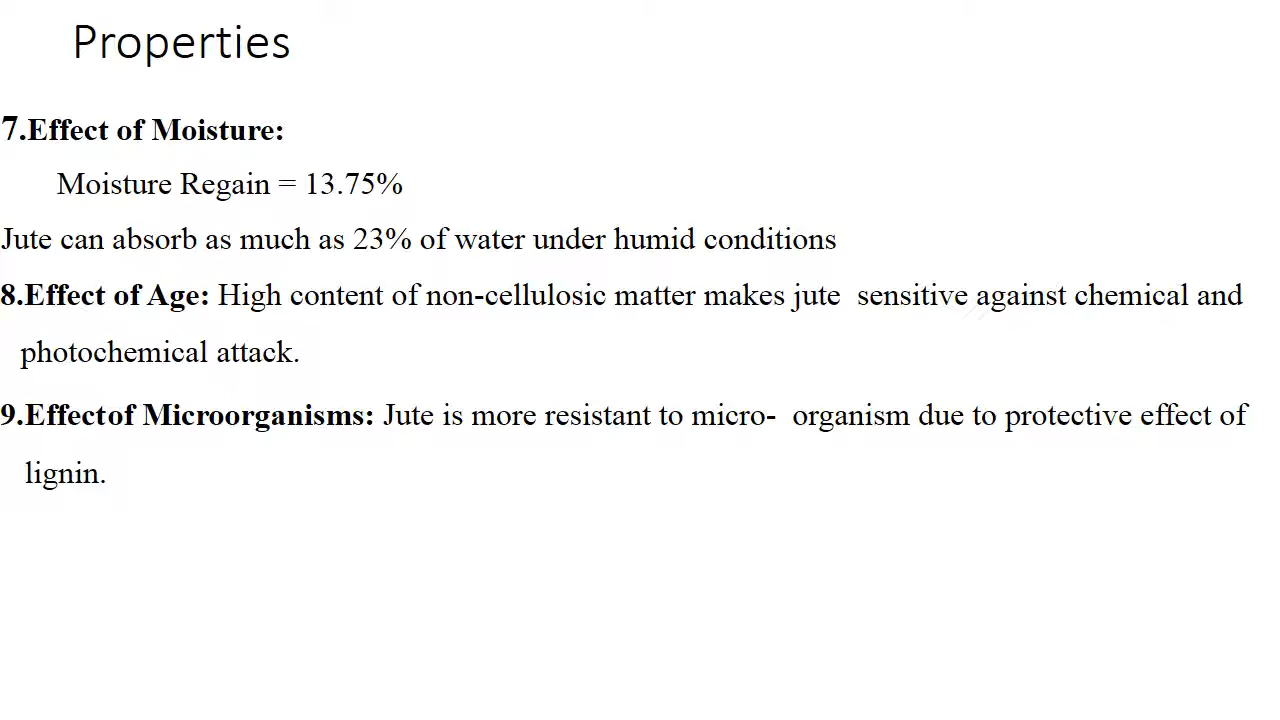 Properties
7.Effect of Moisture:
Moisture Regain = 13.75%
Jute can absorb as much as 23% of water under humid conditions
8.Effect of Age: High content of non-cellulosic matter makes jute sensitive against chemical and
photochemical attack.
9.Effectof Microorganisms: Jute is more resistant to micro- organism due to protective effect of
lignin.